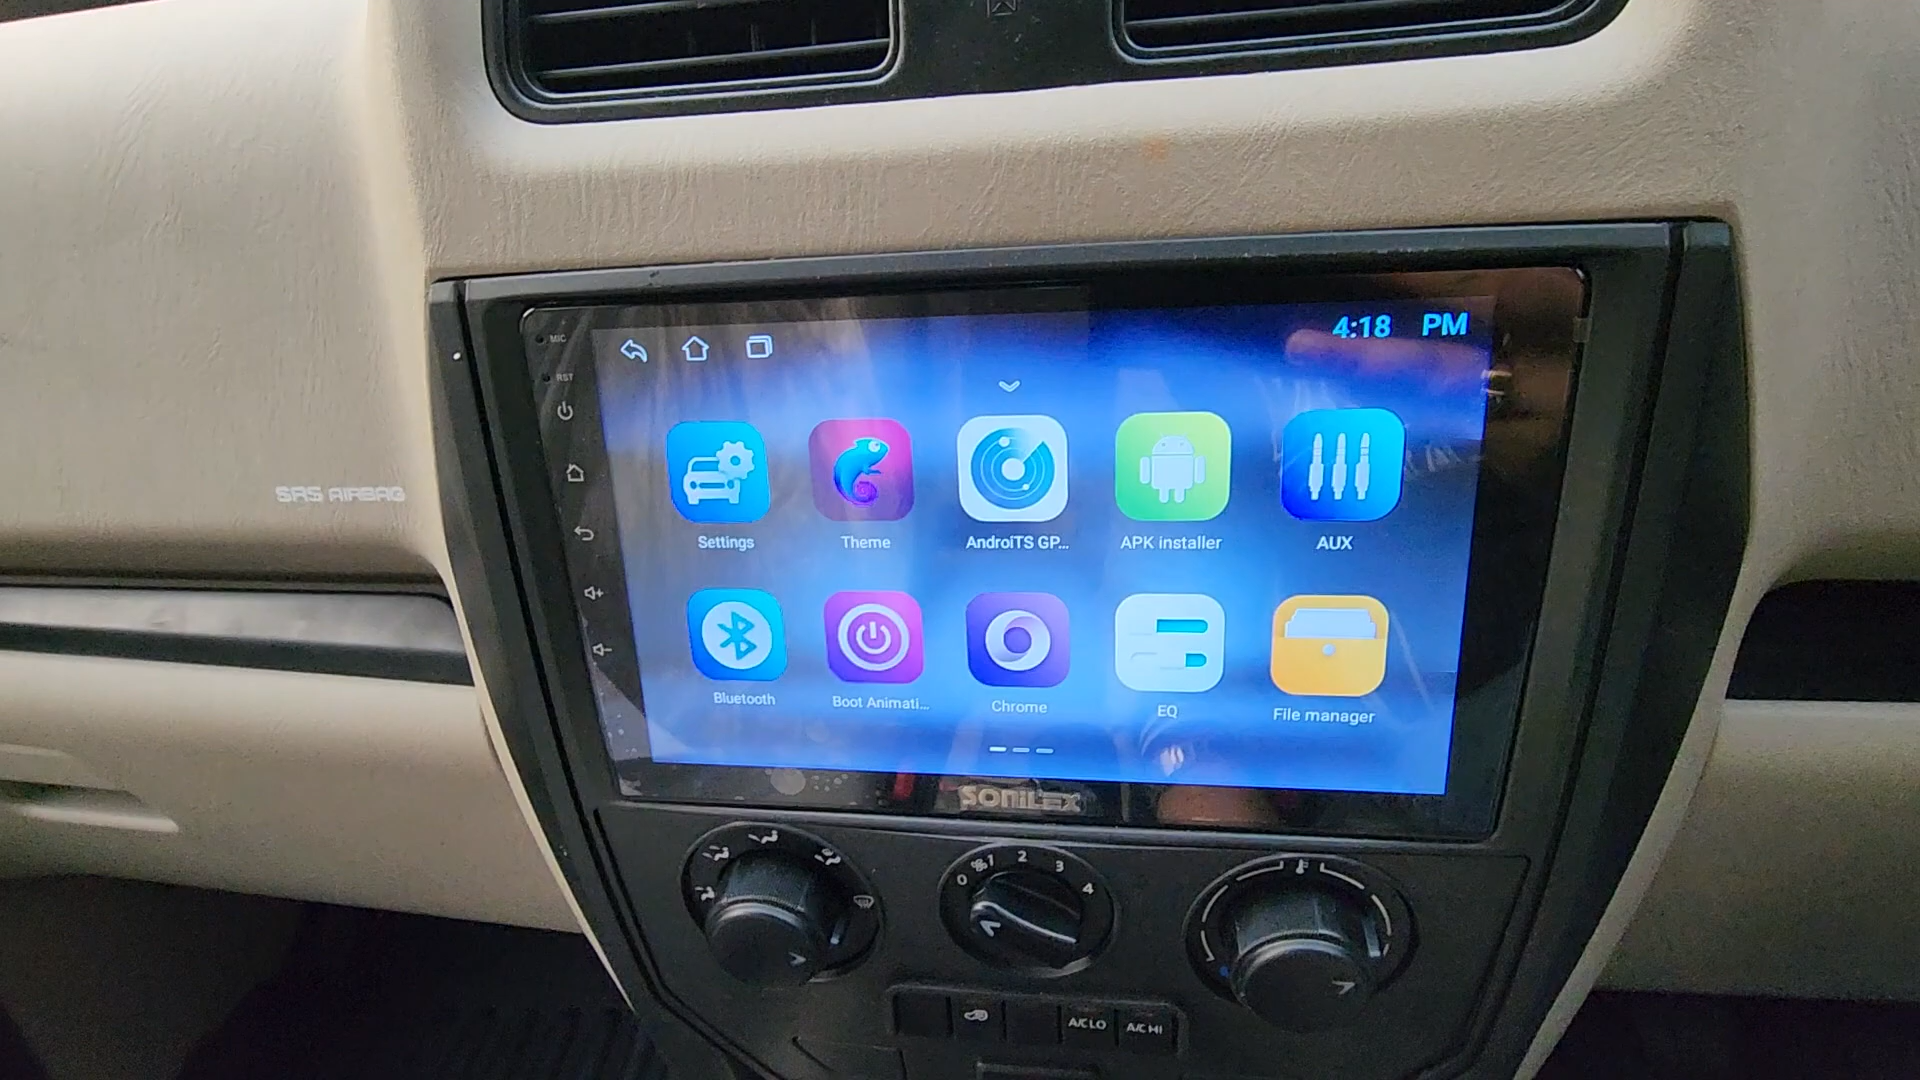 4:18 PM
MIC
RST
Settings
Theme
AndroiTS GP...
APK installer
AUX
SRS AIRBAG
Bluetooth
Boot Animati...
Chrome
EQ
File manager
SONILEX
0 1 2 3 4
A/C LO
A/C HI